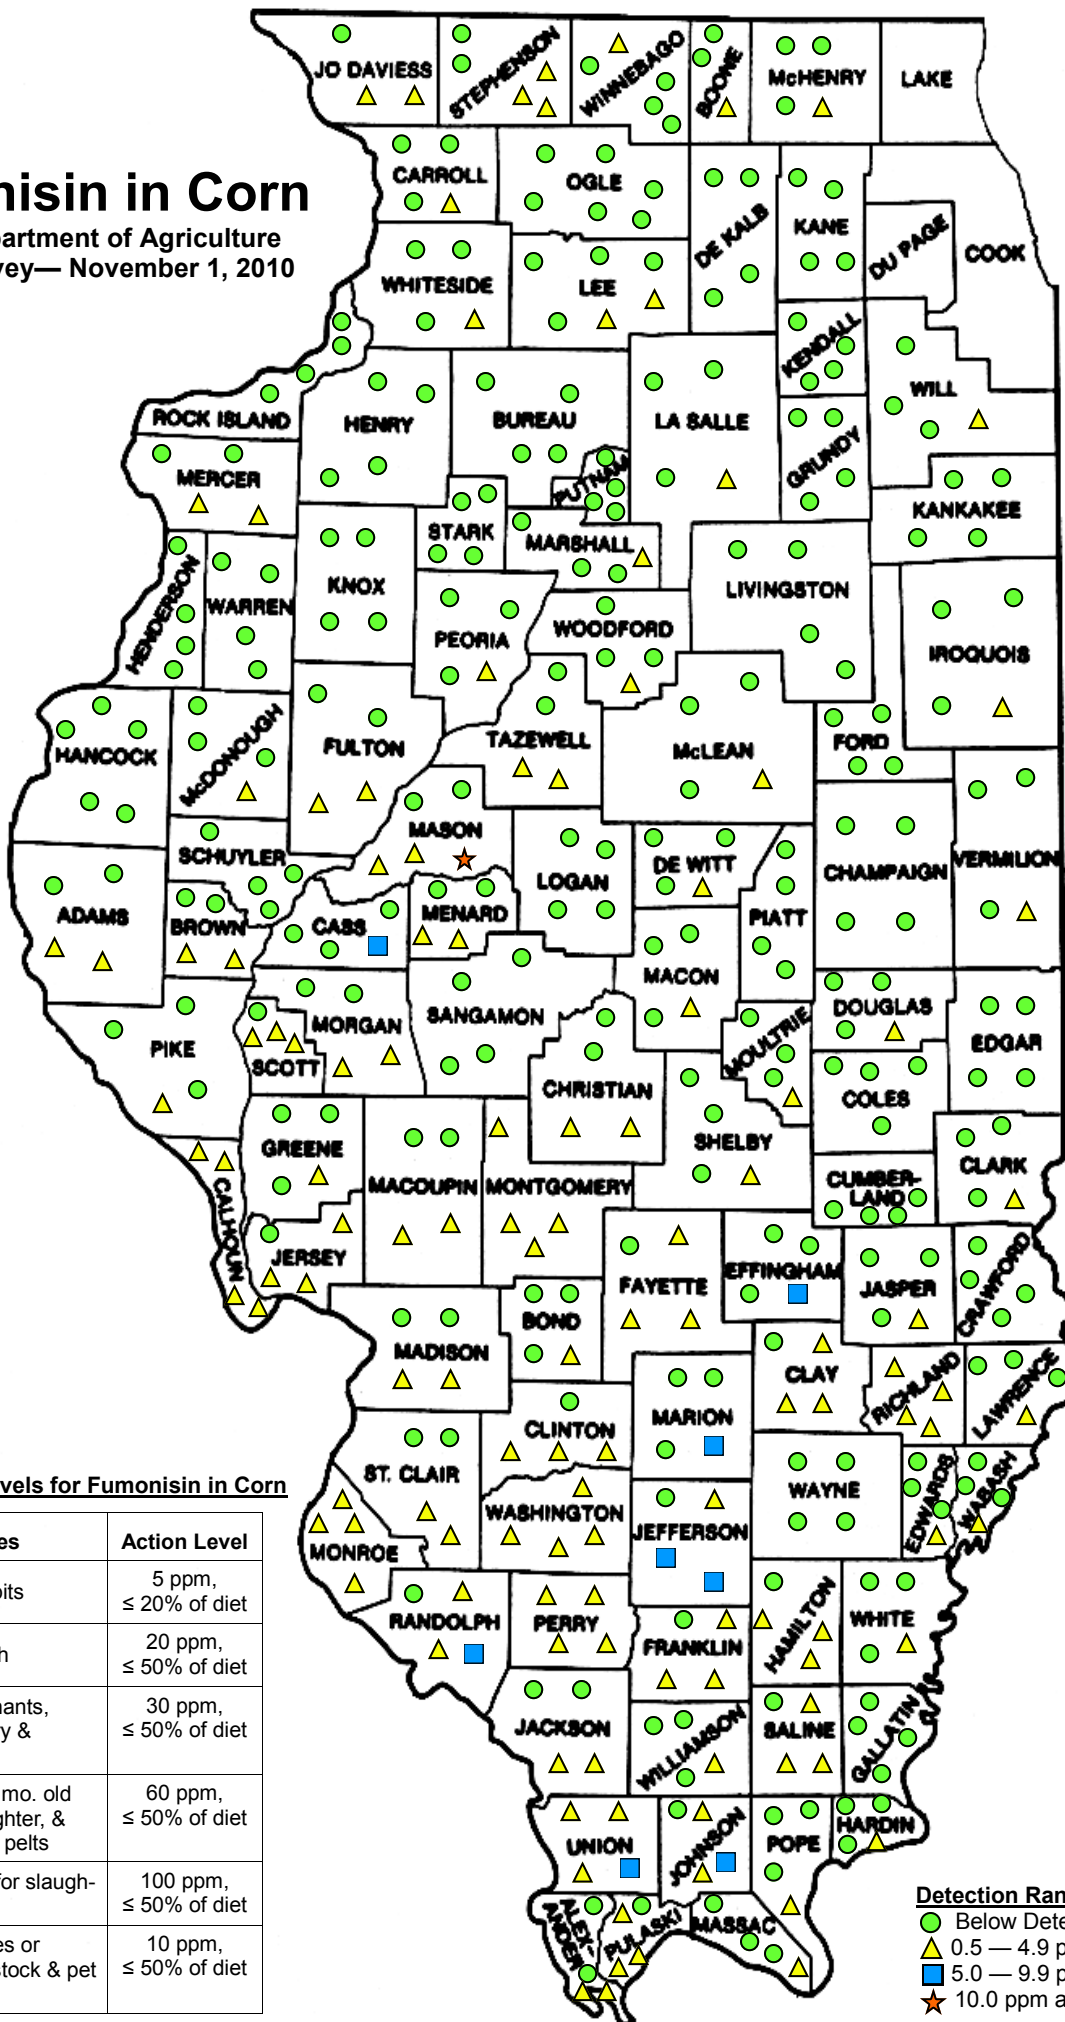 nisin in Corn
partment of Agriculture
vey— November 1, 2010
JO DAVIESS
STEPHENSON
WINNEBAGO
BOONE
McHENRY
LAKE
CARROLL
OGLE
DE KALB
KANE
DU PAGE
COOK
WHITESIDE
LEE
KENDALL
WILL
ROCK ISLAND
HENRY
BUREAU
LA SALLE
GRUNDY
MERCER
PUTNAM
KANKAKEE
STARK
MARSHALL
HENDERSON
WARREN
KNOX
PEORIA
WOODFORD
LIVINGSTON
IROQUOIS
HANCOCK
McDONOUGH
FULTON
TAZEWELL
McLEAN
FORD
SCHUYLER
MASON
LOGAN
DE WITT
CHAMPAIGN
VERMILION
ADAMS
BROWN
CASS
MENARD
PIATT
MACON
PIKE
SCOTT
MORGAN
SANGAMON
CHRISTIAN
MOULTRIE
DOUGLAS
EDGAR
COLES
GREENE
MACOUPIN
MONTGOMERY
SHELBY
CUMBER-
LAND
CLARK
CALHOUN
JERSEY
FAYETTE
EFFINGHAM
JASPER
CRAWFORD
MADISON
BOND
CLAY
RICHLAND
LAWRENCE
CLINTON
MARION
ST. CLAIR
WASHINGTON
JEFFERSON
WAYNE
EDWARDS
WABASH
MONROE
RANDOLPH
PERRY
FRANKLIN
HAMILTON
WHITE
JACKSON
WILLIAMSON
SALINE
GALLATIN
UNION
JOHNSON
POPE
HARDIN
ALEX-
ANDER
PULASKI
MASSAC
vels for Fumonisin in Corn
es
Action Level
bits
5 ppm,
≤ 20% of diet
h
20 ppm,
≤ 50% of diet
nants,
y &
30 ppm,
≤ 50% of diet
mo. old
ghter, &
pelts
60 ppm,
≤ 50% of diet
for slaugh-
100 ppm,
≤ 50% of diet
es or
stock & pet
10 ppm,
≤ 50% of diet
Detection Ran
Below Dete
0.5 — 4.9 p
5.0 — 9.9 p
10.0 ppm a